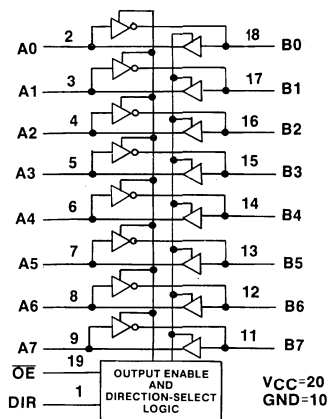 2 18
A0 B0
3 17
A1 B1
4 16
A2 B2
5 15
A3 B3
6 14
A4 B4
7 13
A5 B5
8 12
A6 B6
9 11
A7 B7
19
OE
1
DIR
OUTPUT ENABLE
AND
DIRECTION-SELECT
LOGIC
VCC=20
GND=10